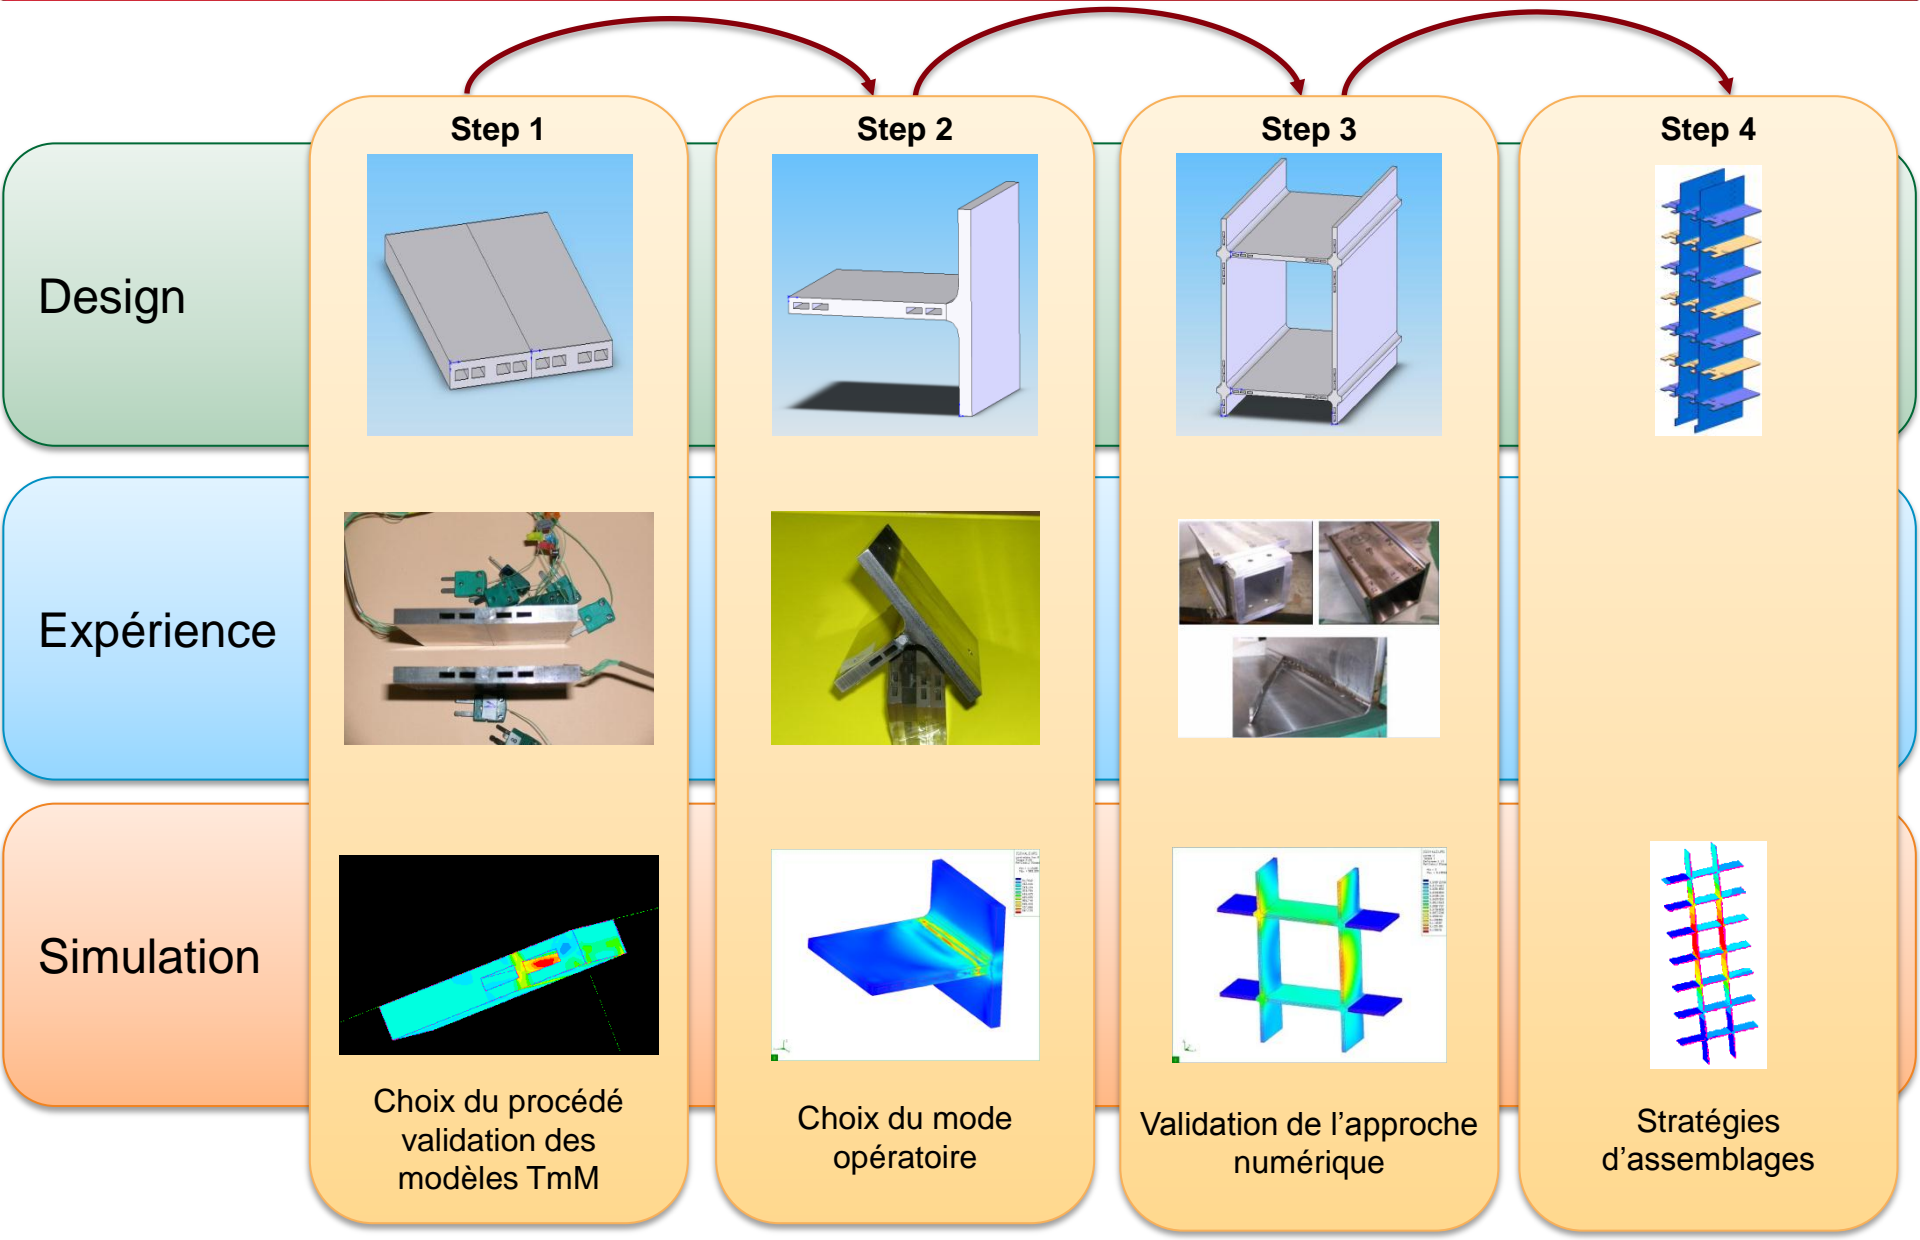 Step 1
Step 2
Step 3
Step 4
Design
Expérience
Simulation
Choix du procédé
validation des
modèles TmM
Choix du mode
opératoire
Validation de l’approche
numérique
Stratégies
d’assemblages